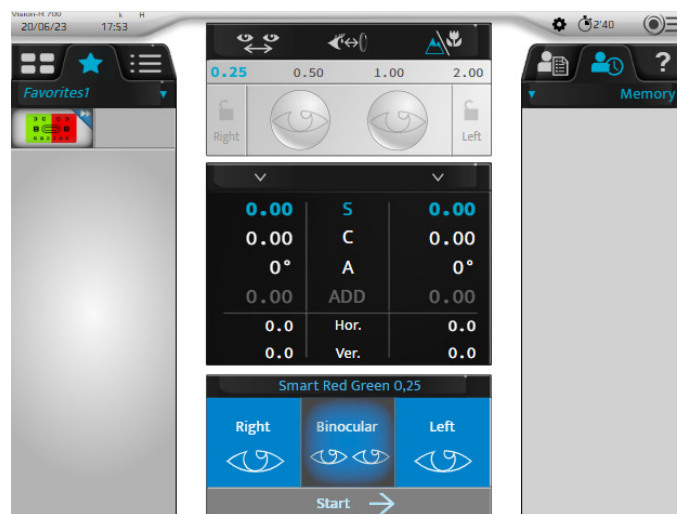 Vision-R 700
20/06/23 17:53
2'40
Favorites1
Memory
?
0.25 0.50 1.00 2.00
Right Left
0.00 S 0.00
0.00 C 0.00
0° A 0°
0.00 ADD 0.00
0.0 Hor. 0.0
0.0 Ver. 0.0
Smart Red Green 0,25
Right Binocular Left
Start